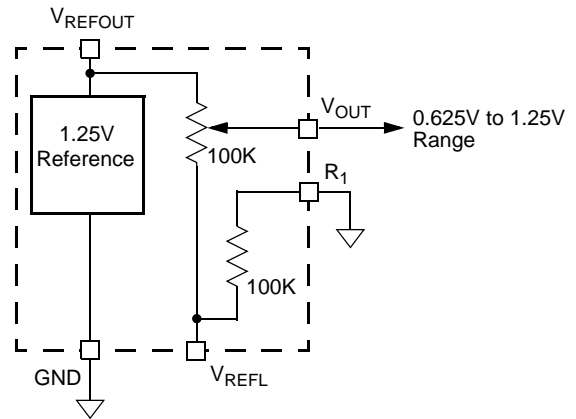 VREFOUT
1.25V
Reference
100K
VOUT
0.625V to 1.25V
Range
R1
100K
GND
VREFL